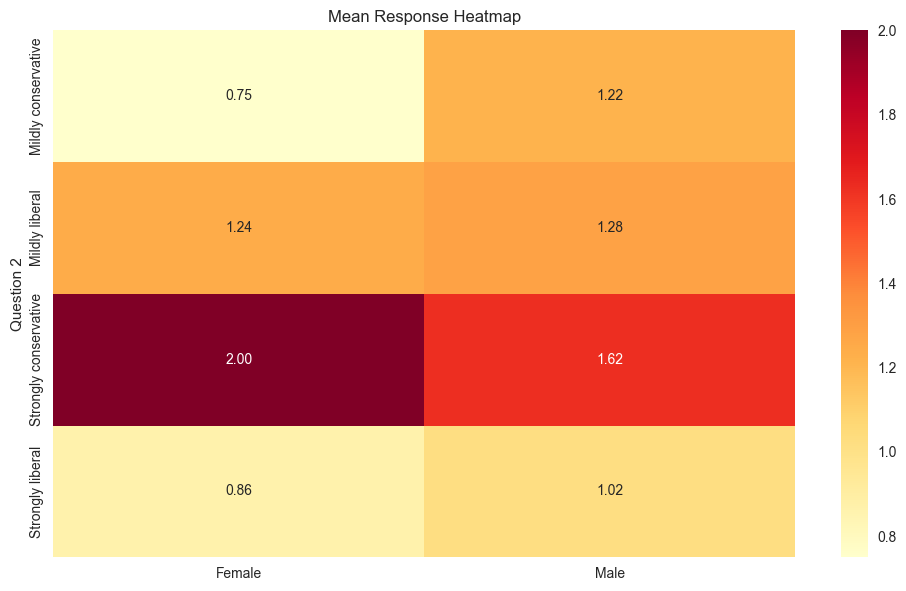 Mean Response Heatmap
Question 2
Mildly conservative
0.75
1.22
Mildly liberal
1.24
1.28
Strongly conservative
2.00
1.62
Strongly liberal
0.86
1.02
Female
Male
2.0
1.8
1.6
1.4
1.2
1.0
0.8